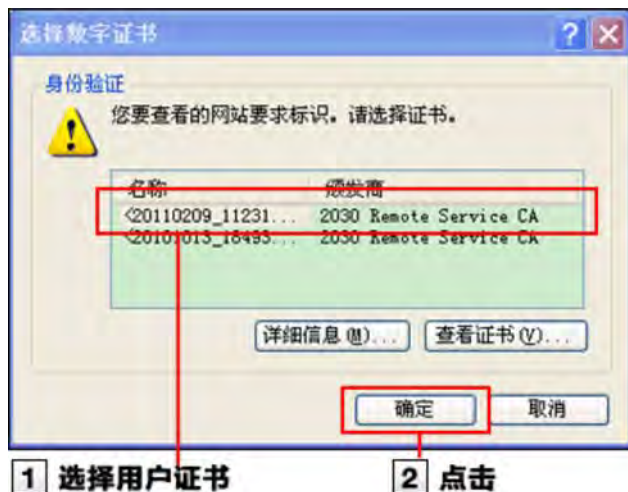 选择数字证书
身份验证
您要查看的网站要求标识。请选择证书。
名称 颁发商
<20110209_11231... 2030 Remote Service CA
<20101013_18493... 2030 Remote Service CA
详细信息(M)... 查看证书(V)...
确定 取消
1 选择用户证书 2 点击